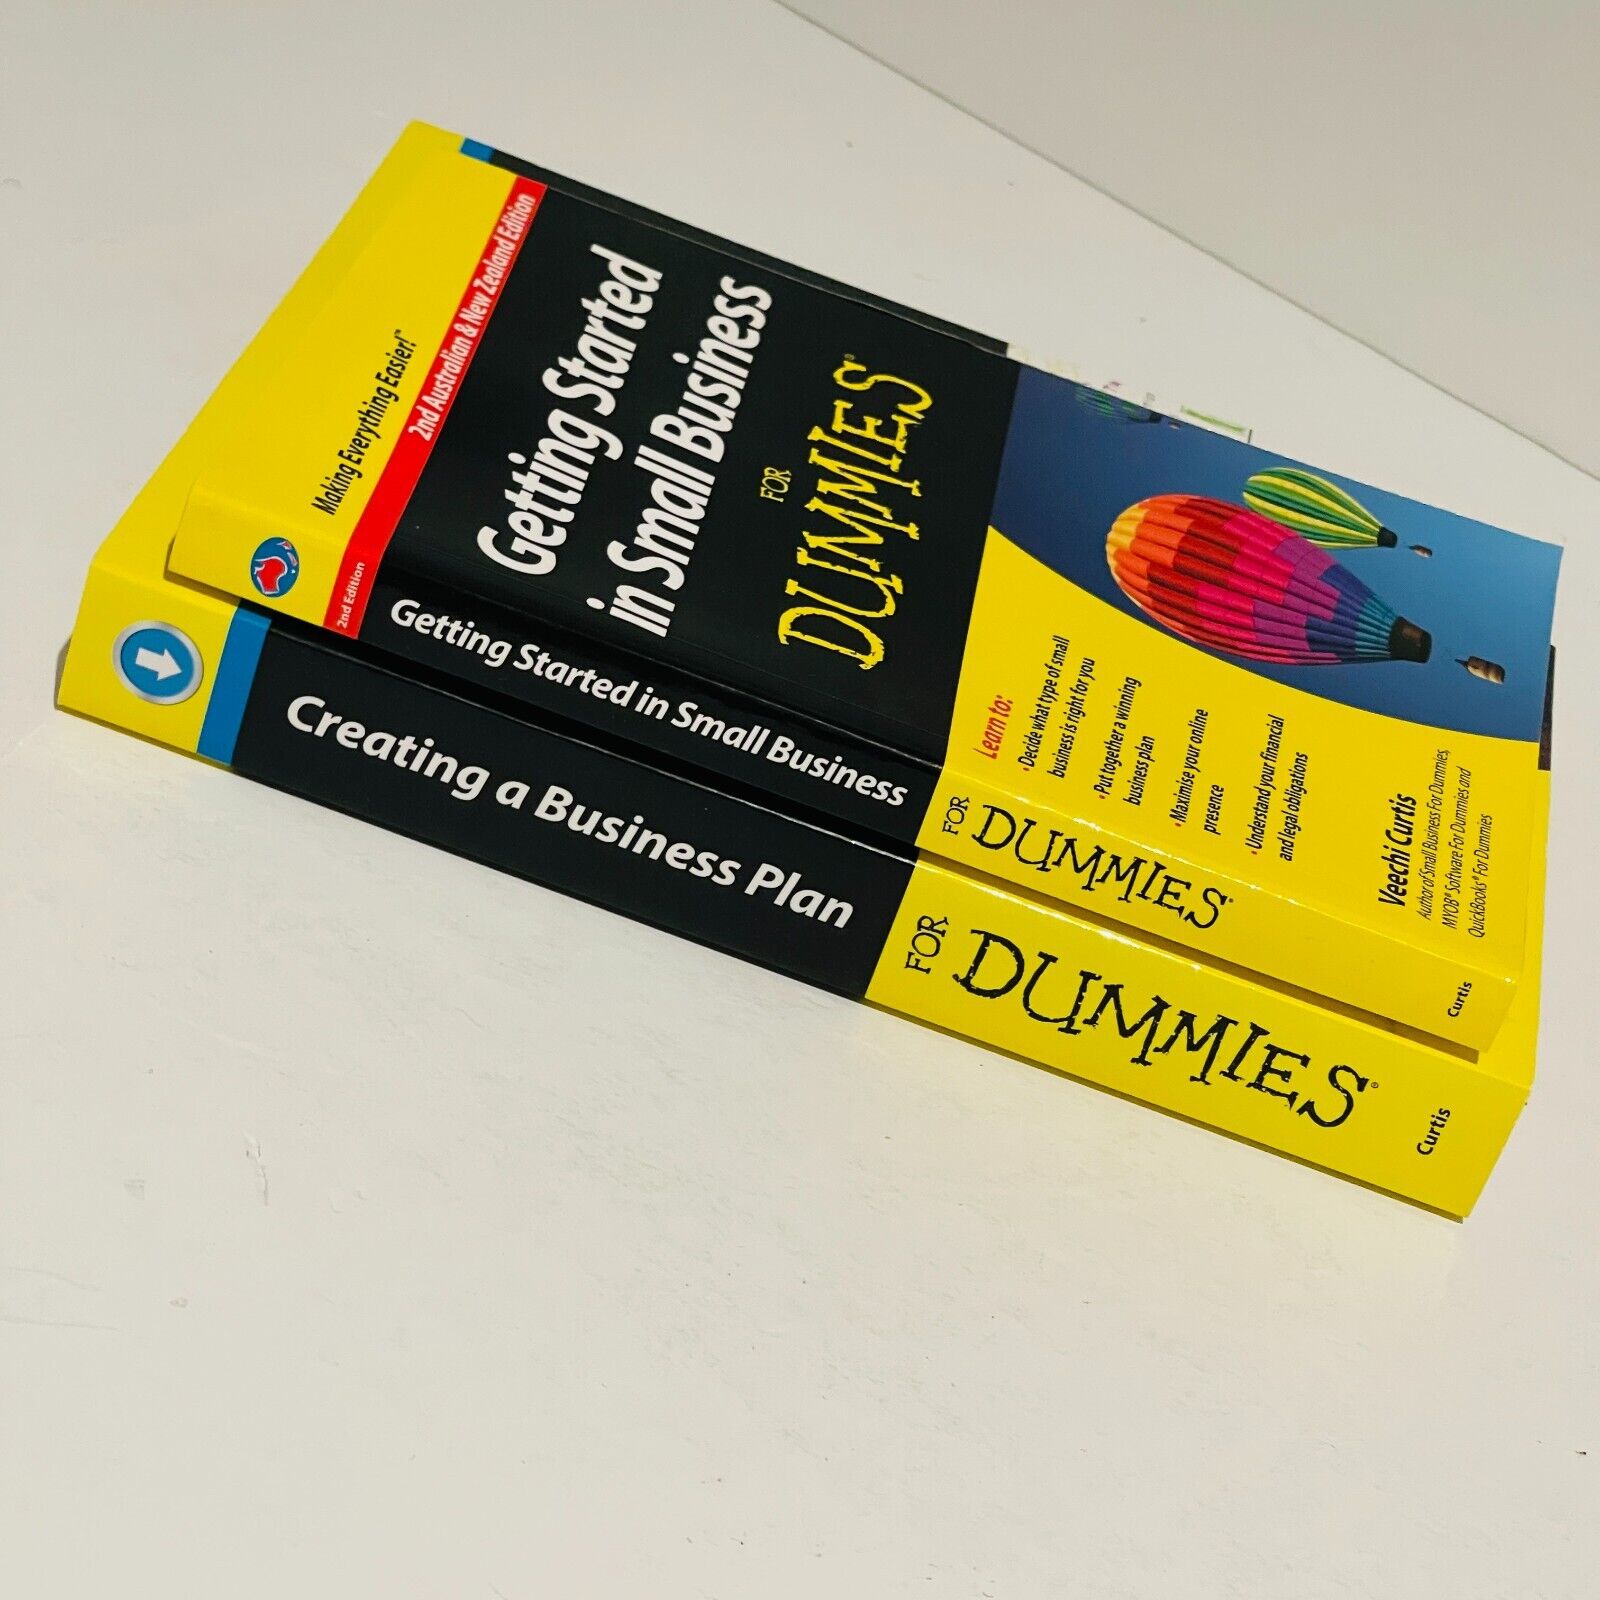 Making Everything Easier!™
2nd Australian & New Zealand Edition
Getting Started
in Small Business
FOR
DUMMIES®
Learn to:
• Decide what type of small
business is right for you
• Put together a winning
business plan
• Maximise your online
presence
• Understand your financial
and legal obligations
Veechi Curtis
Author of Small Business For Dummies,
MYOB® Software For Dummies and
QuickBooks® For Dummies
2nd Edition
Getting Started in Small Business
FOR
DUMMIES®
Curtis
Creating a Business Plan
FOR
DUMMIES®
Curtis